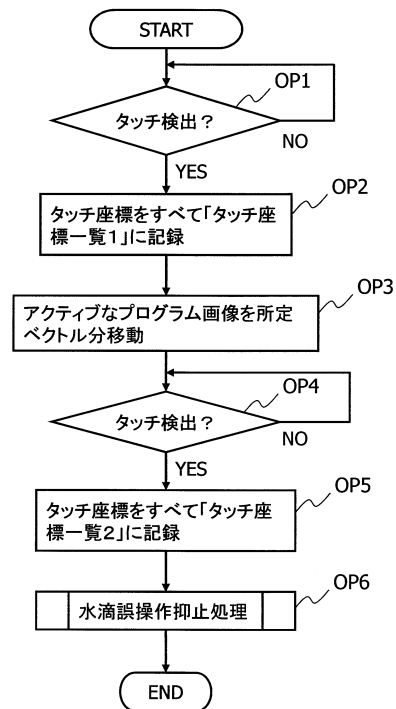 START
OP1
タッチ検出？
NO
YES
OP2
タッチ座標をすべて「タッチ座
標一覧１」に記録
OP3
アクティブなプログラム画像を所定
ベクトル分移動
OP4
タッチ検出？
NO
YES
OP5
タッチ座標をすべて「タッチ座
標一覧２」に記録
OP6
水滴誤操作抑止処理
END